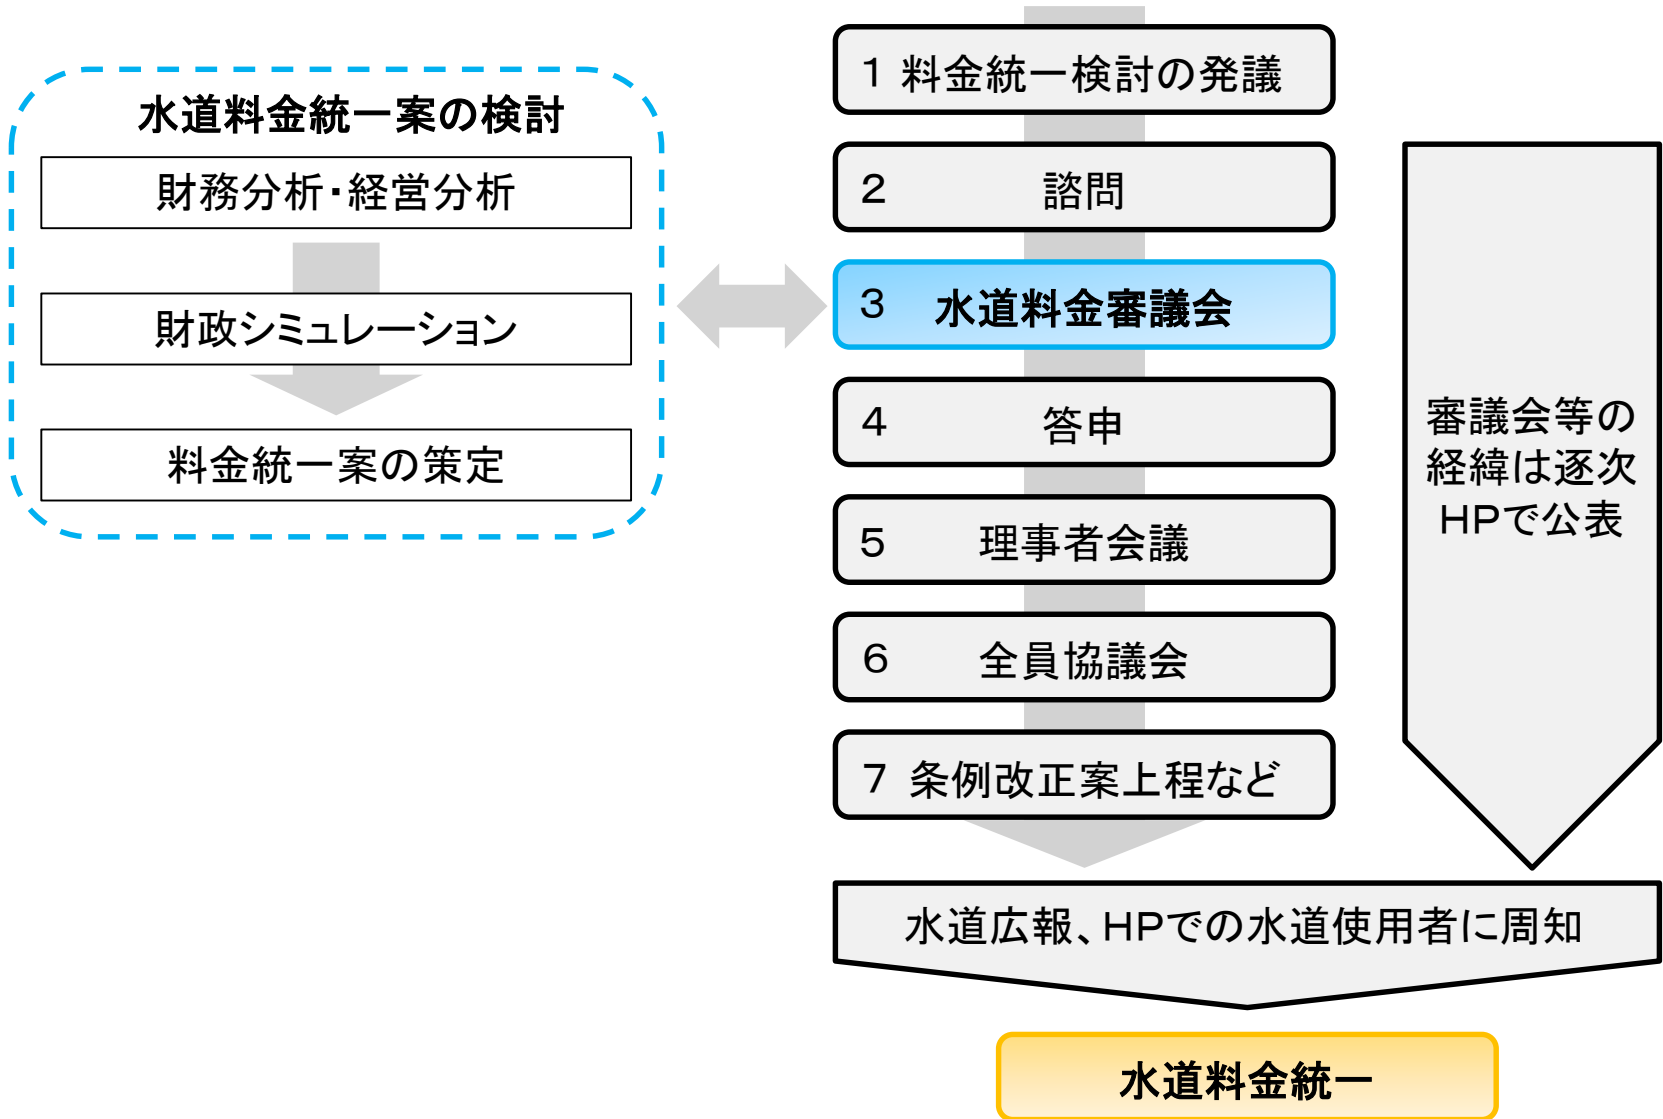 水道料金統一案の検討
財務分析・経営分析
財政シミュレーション
料金統一案の策定
1 料金統一検討の発議
2 諮問
3 水道料金審議会
4 答申
5 理事者会議
6 全員協議会
7 条例改正案上程など
審議会等の
経緯は逐次
HPで公表
水道広報、HPでの水道使用者に周知
水道料金統一